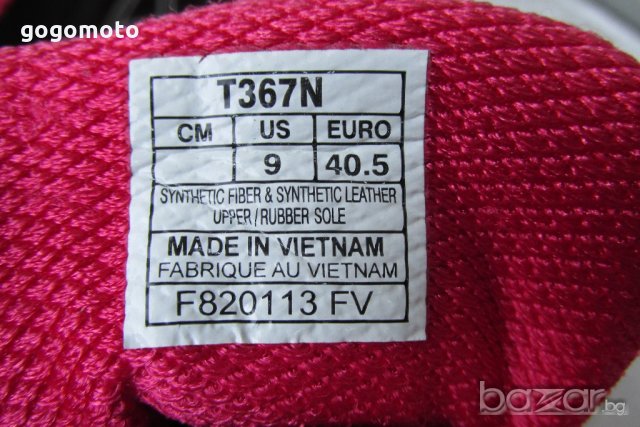 gogomoto
T367N
CM US EURO
9 40.5
SYNTHETIC FIBER & SYNTHETIC LEATHER
UPPER/RUBBER SOLE
MADE IN VIETNAM
FABRIQUE AU VIETNAM
F820113 FV
bazar.bg